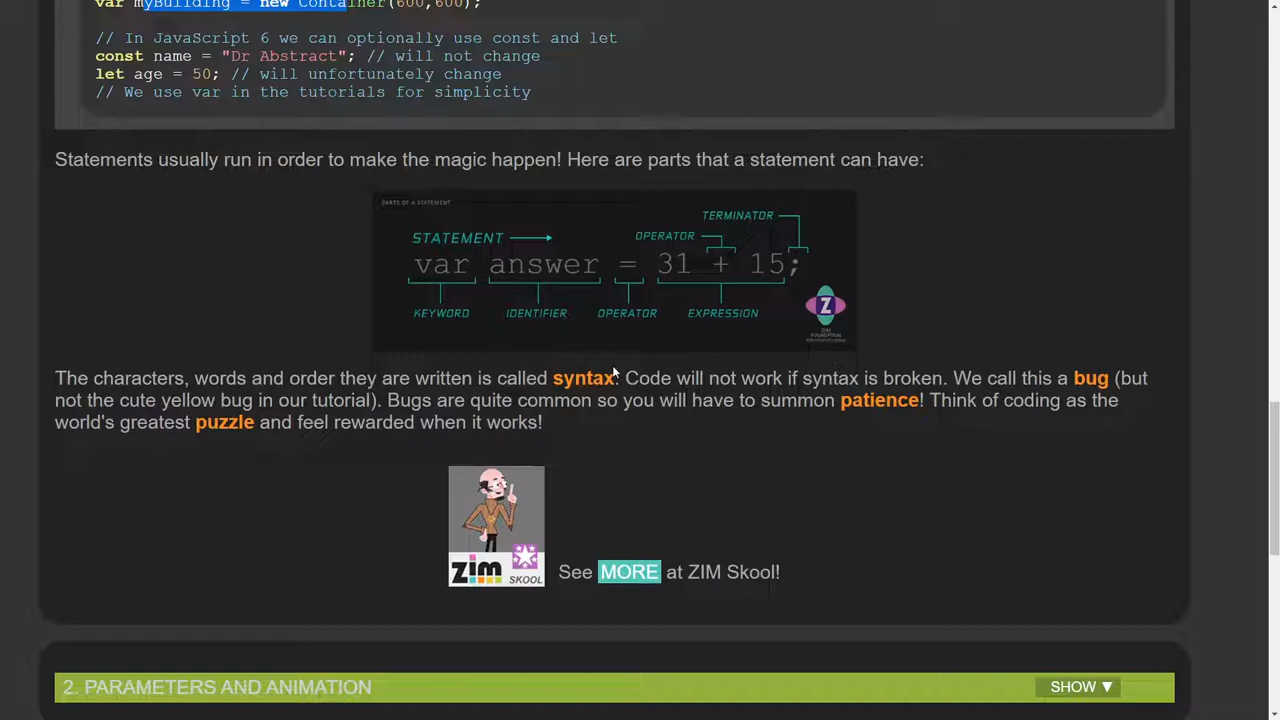 var myBuilding = new Container(600,600);
// In JavaScript 6 we can optionally use const and let
const name = "Dr Abstract"; // will not change
let age = 50; // will unfortunately change
// We use var in the tutorials for simplicity
Statements usually run in order to make the magic happen! Here are parts that a statement can have:
PARTS OF A STATEMENT
TERMINATOR
STATEMENT
OPERATOR
var answer = 31 + 15;
KEYWORD IDENTIFIER OPERATOR EXPRESSION
Z
ZIM
FOUNDATION
The characters, words and order they are written is called syntax! Code will not work if syntax is broken. We call this a bug (but
not the cute yellow bug in our tutorial). Bugs are quite common so you will have to summon patience! Think of coding as the
world's greatest puzzle and feel rewarded when it works!
zim SKOOL
See MORE at ZIM Skool!
2. PARAMETERS AND ANIMATION
SHOW ▼